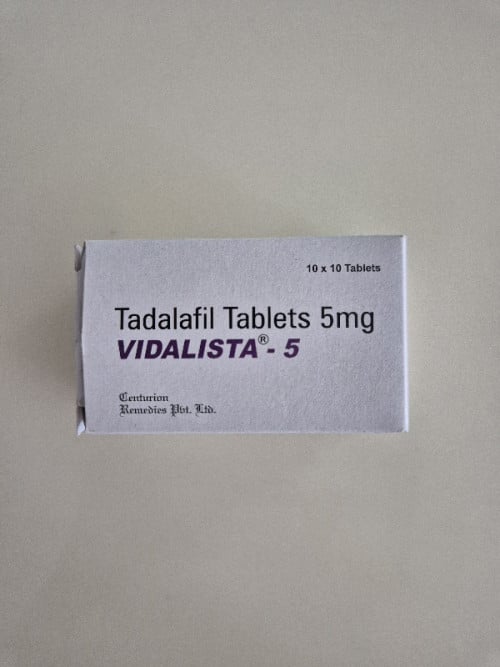 10 x 10 Tablets
Tadalafil Tablets 5mg
VIDALISTA® - 5
Centurion
Remedies Pvt. Ltd.